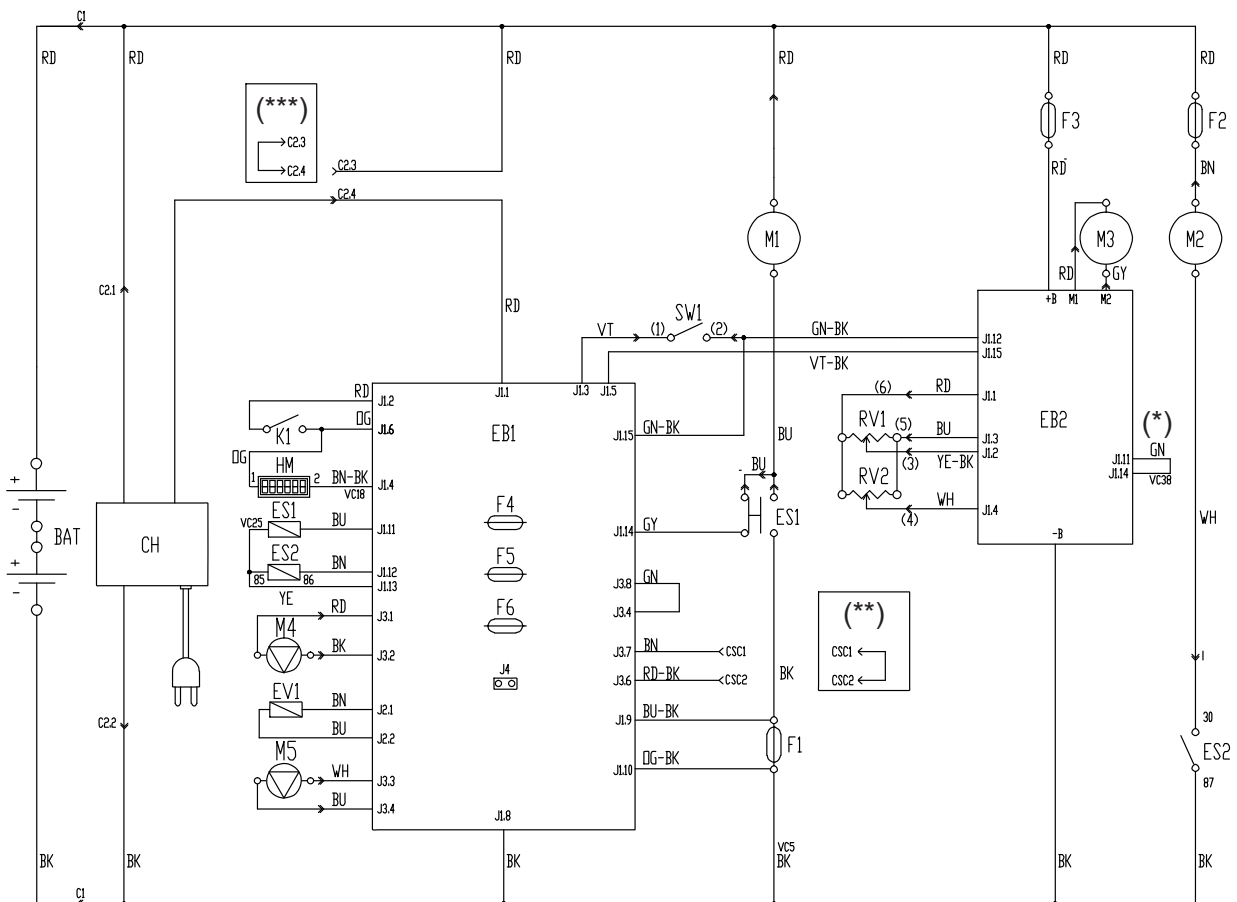 C1
RD RD RD RD RD RD
(***)
C2.3
C2.4
C2.3
C2.4
F3
F2
RD
BN
M1
M3
M2
RD
GY
C2.1
RD
+B M1 M2
SW1
VT (1) (2) GN-BK J1.12
VT-BK J1.15
RD J1.2
J1.1
J1.3 J1.5
(6) RD J1.1
OG J1.6
K1
EB1
GN-BK J1.15
BU
RV1 (5) BU J1.3
(3) YE-BK J1.2
EB2
(*)
GN
J1.11
J1.14
VC38
OG
HM
1 2 BN-BK J1.4
VC18
BU
RV2
WH J1.4
(4)
+
-
BAT
+
-
CH
VC25 ES1 BU J1.11
F4
GY J1.14
ES1
-B
WH
ES2 BN J1.12
85 86 J1.13
YE
F5
GN J3.8
J3.4
RD J3.1
M4
BK J3.2
F6
(**)
CSC1
CSC2
BN J3.7 CSC1
RD-BK J3.6 CSC2
J4
BK
EV1 BN J2.1
BU J2.2
BU-BK J1.9
F1
OG-BK J1.10
C2.2
M5
WH J3.3
BU J3.4
30
ES2
87
J1.8
VC5
BK BK BK BK BK BK
C1